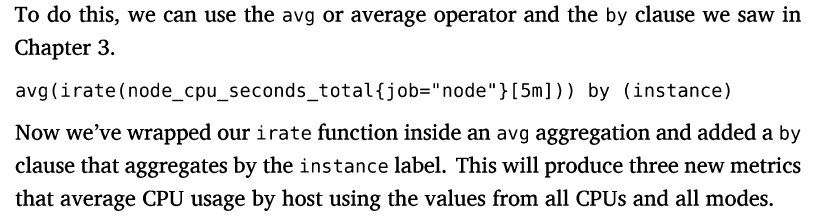 To do this, we can use the avg or average operator and the by clause we saw in
Chapter 3.
avg(irate(node_cpu_seconds_total{job="node"}[5m])) by (instance)
Now we’ve wrapped our irate function inside an avg aggregation and added a by
clause that aggregates by the instance label. This will produce three new metrics
that average CPU usage by host using the values from all CPUs and all modes.